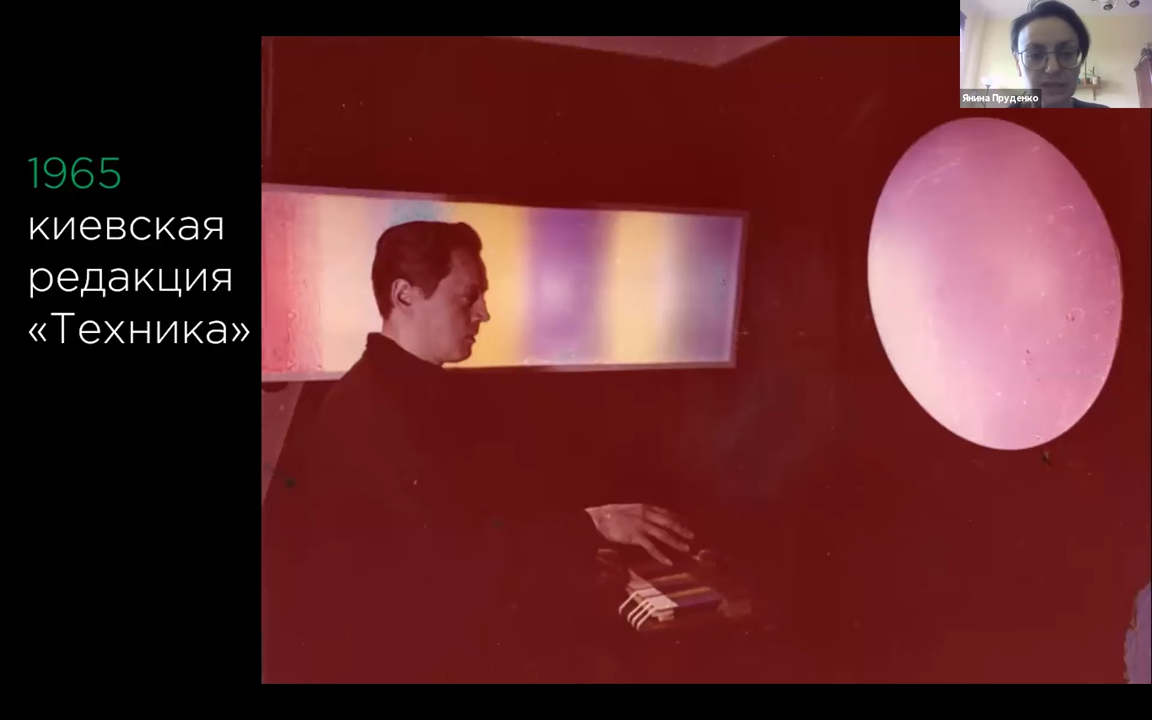 1965
киевская
редакция
«Техника»
Янина Пруденко